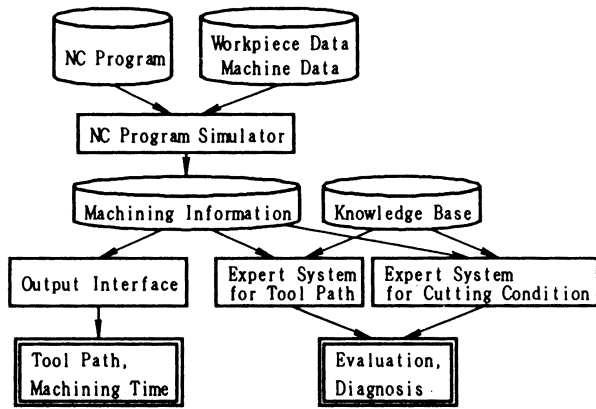 NC Program
Workpiece Data
Machine Data
NC Program Simulator
Machining Information
Knowledge Base
Output Interface
Expert System
for Tool Path
Expert System
for Cutting Condition
Tool Path,
Machining Time
Evaluation,
Diagnosis